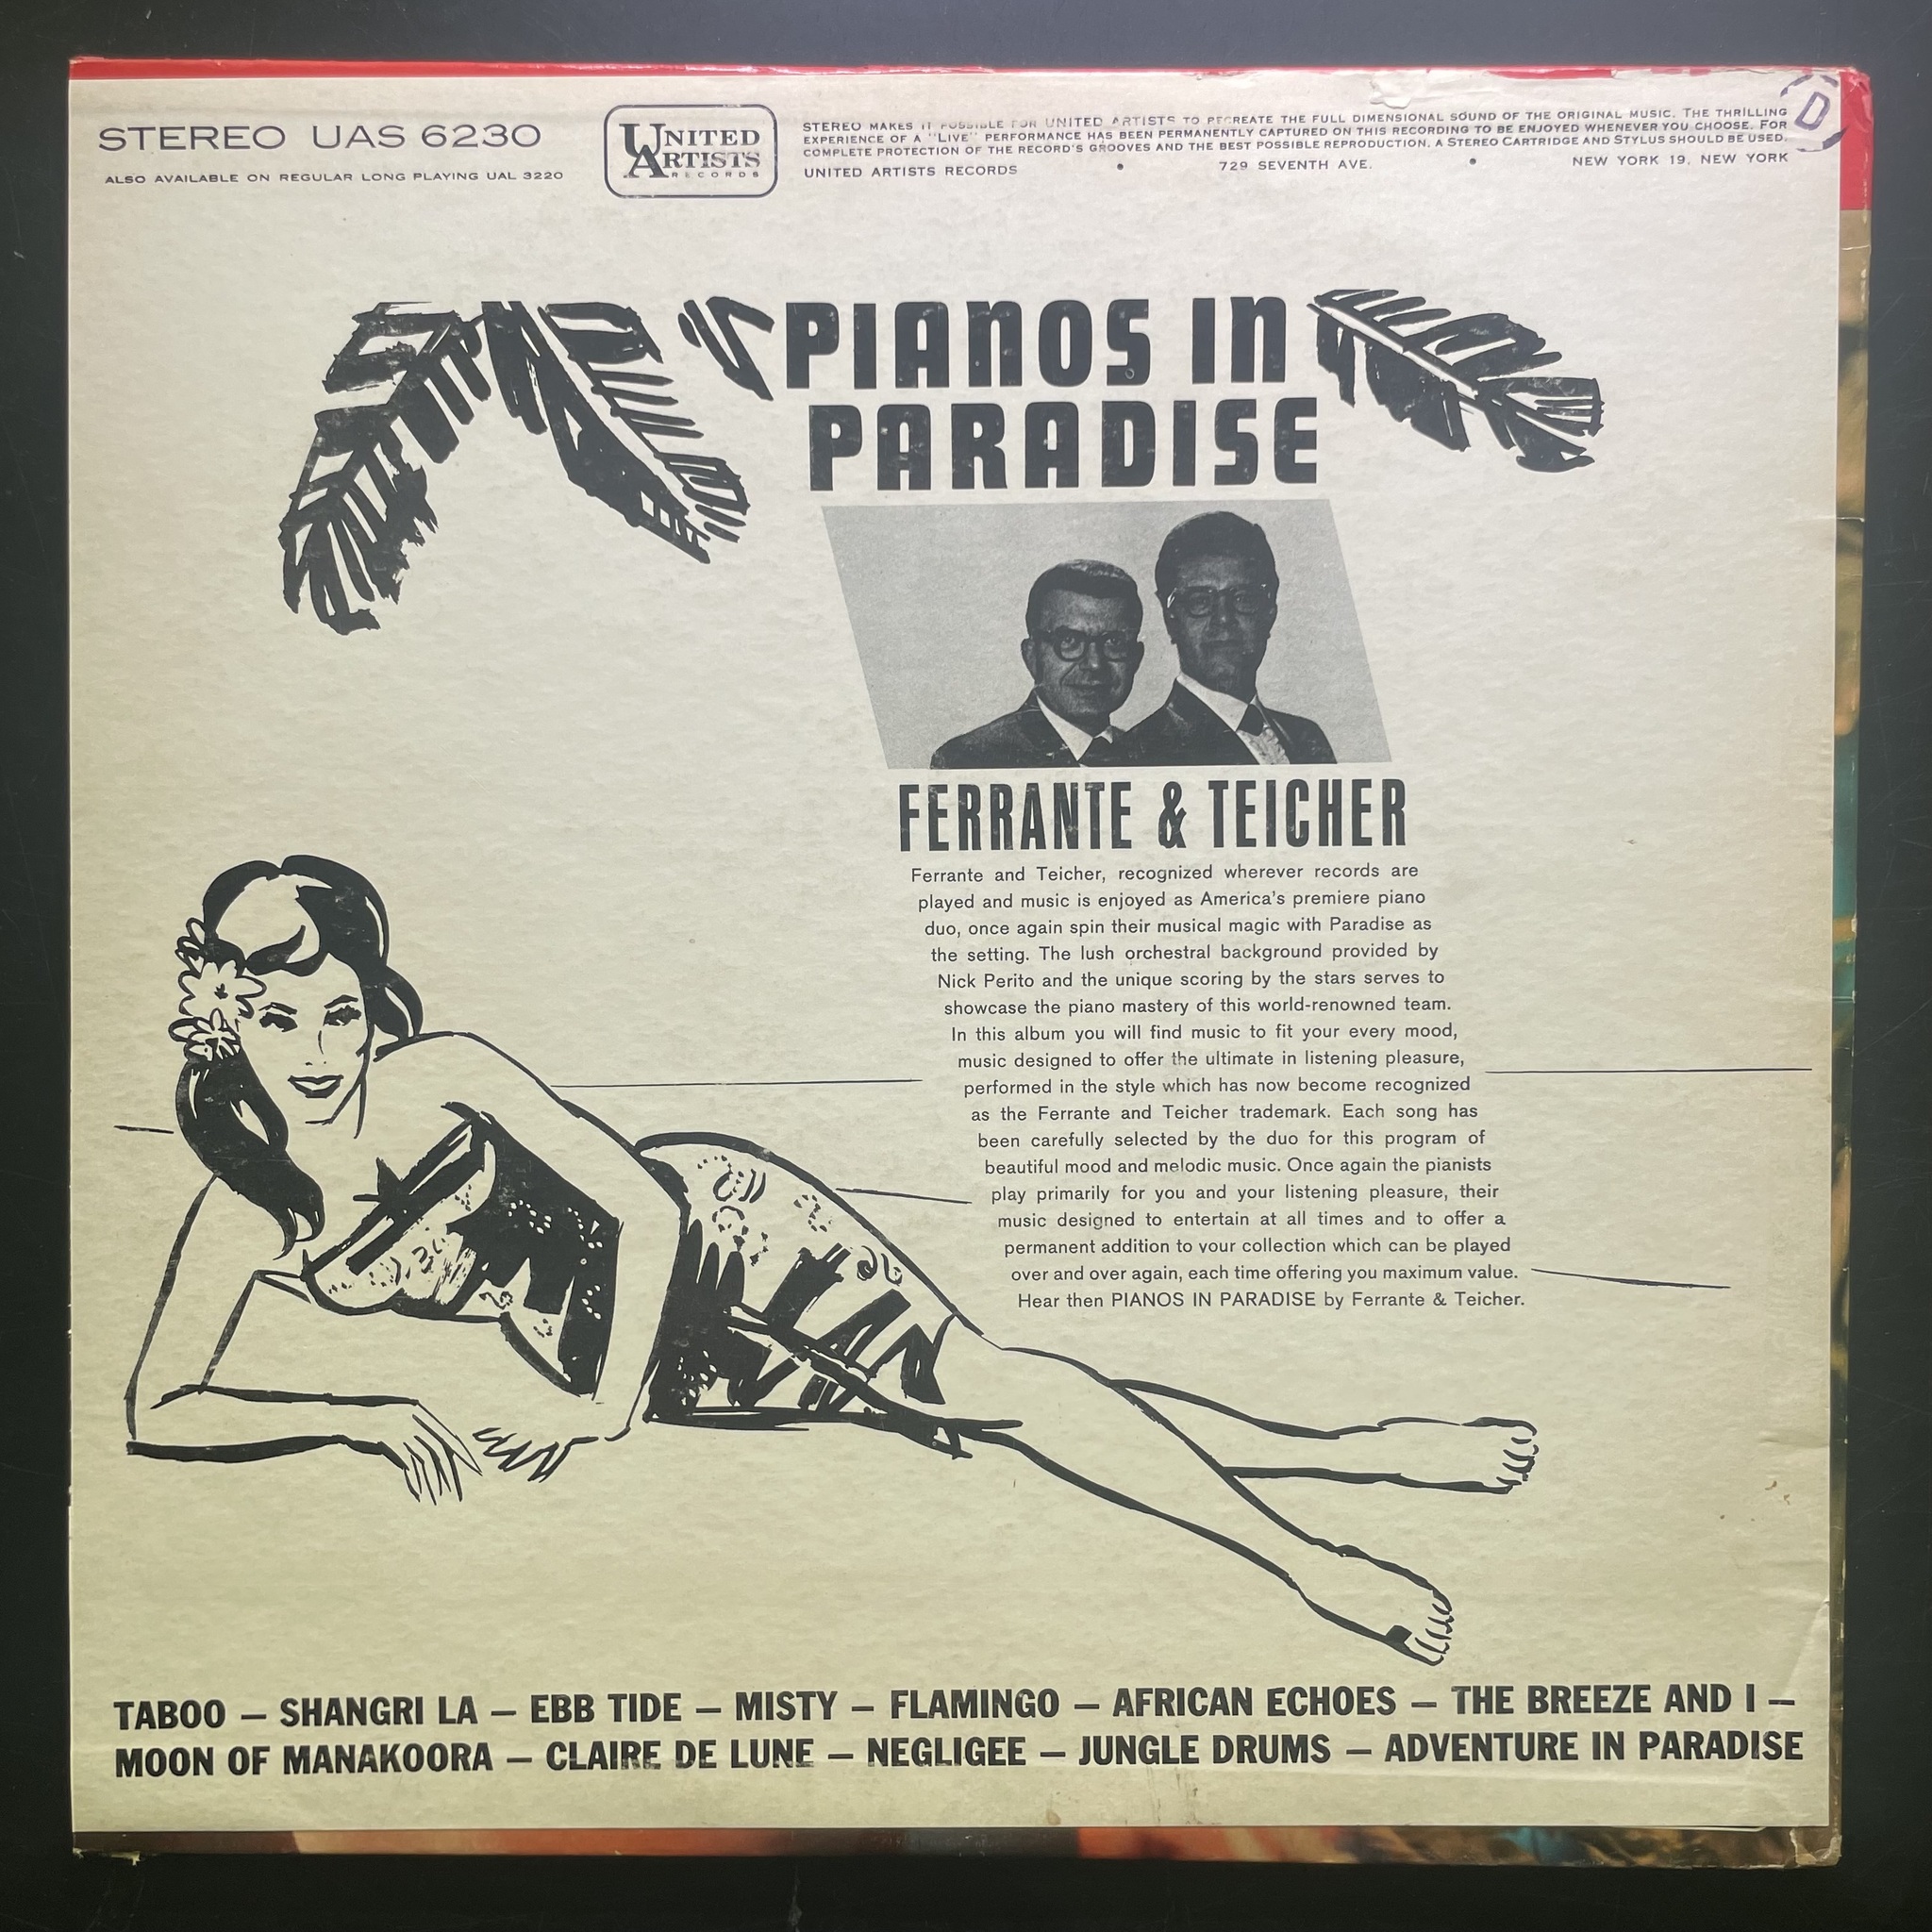 STEREO UAS 6230
ALSO AVAILABLE ON REGULAR LONG PLAYING UAL 3220
UNITED
ARTISTS
RECORDS
STEREO MAKES IT POSSIBLE FOR UNITED ARTISTS TO RECREATE THE FULL DIMENSIONAL SOUND OF THE ORIGINAL MUSIC. THE THRILLING
EXPERIENCE OF A "LIVE" PERFORMANCE HAS BEEN PERMANENTLY CAPTURED ON THIS RECORDING TO BE ENJOYED WHENEVER YOU CHOOSE. FOR
COMPLETE PROTECTION OF THE RECORD'S GROOVES AND THE BEST POSSIBLE REPRODUCTION, A STEREO CARTRIDGE AND STYLUS SHOULD BE USED.
UNITED ARTISTS RECORDS • 729 SEVENTH AVE. • NEW YORK 19, NEW YORK
D
PIANOS IN
PARADISE
FERRANTE & TEICHER
Ferrante and Teicher, recognized wherever records are
played and music is enjoyed as America's premiere piano
duo, once again spin their musical magic with Paradise as
the setting. The lush orchestral background provided by
Nick Perito and the unique scoring by the stars serves to
showcase the piano mastery of this world-renowned team.
In this album you will find music to fit your every mood,
music designed to offer the ultimate in listening pleasure,
performed in the style which has now become recognized
as the Ferrante and Teicher trademark. Each song has
been carefully selected by the duo for this program of
beautiful mood and melodic music. Once again the pianists
play primarily for you and your listening pleasure, their
music designed to entertain at all times and to offer a
permanent addition to your collection which can be played
over and over again, each time offering you maximum value.
Hear then PIANOS IN PARADISE by Ferrante & Teicher.
TABOO — SHANGRI LA — EBB TIDE — MISTY — FLAMINGO — AFRICAN ECHOES — THE BREEZE AND I —
MOON OF MANAKOORA — CLAIRE DE LUNE — NEGLIGEE — JUNGLE DRUMS — ADVENTURE IN PARADISE